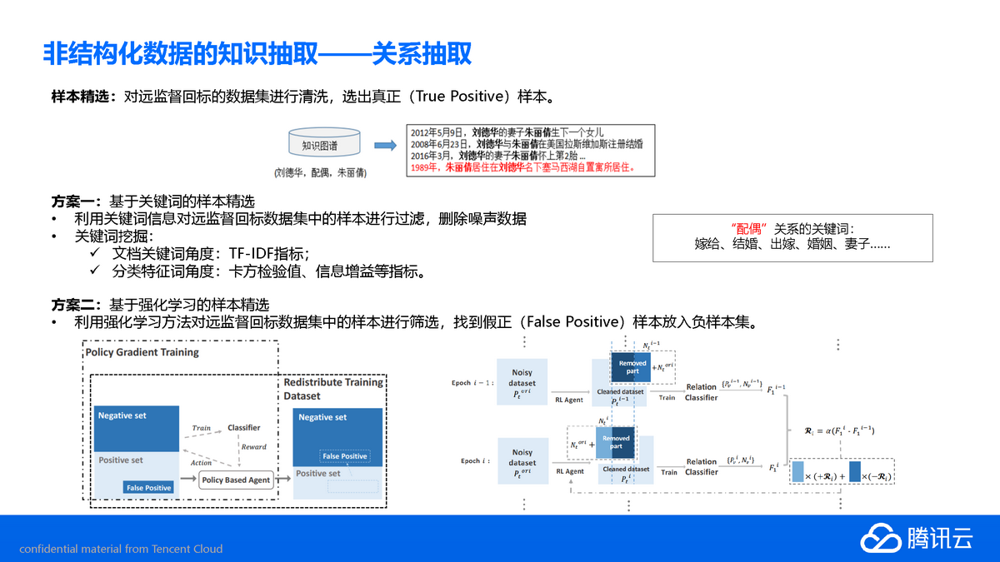 非结构化数据的知识抽取——关系抽取
样本精选：对远监督回标的数据集进行清洗，选出真正（True Positive）样本。
知识图谱
(刘德华，配偶，朱丽倩)
2012年5月9日，刘德华的妻子朱丽倩生下一个女儿
2008年6月23日，刘德华与朱丽倩在美国拉斯维加斯注册结婚
2016年3月，刘德华的妻子朱丽倩怀上第2胎 ...
1989年，朱丽倩居住在刘德华名下塞马西湖自置寓所居住。
方案一：基于关键词的样本精选
• 利用关键词信息对远监督回标数据集中的样本进行过滤，删除噪声数据
• 关键词挖掘：
✓ 文档关键词角度：TF-IDF指标；
✓ 分类特征词角度：卡方检验值、信息增益等指标。
“配偶”关系的关键词：
嫁给、结婚、出嫁、婚姻、妻子......
方案二：基于强化学习的样本精选
• 利用强化学习方法对远监督回标数据集中的样本进行筛选，找到假正（False Positive）样本放入负样本集。
Policy Gradient Training
Negative set
Positive set
False Positive
Train
Classifier
Reward
Action
Policy Based Agent
Redistribute Training
Dataset
Negative set
False Positive
Positive set
Epoch i − 1:
Noisy
dataset
P_t^ori
RL Agent
N_t^i−1
Removed
part
+N_t^ori
Cleaned dataset
P_t^i−1
Train
Relation
Classifier
{P_v^i−1, N_v^i−1}
F_1^i−1
Epoch i :
Noisy
dataset
P_t^ori
RL Agent
N_t^i
N_t^ori +
Removed
part
Cleaned dataset
P_t^i
Train
Relation
Classifier
{P_v^i, N_v^i}
F_1^i
ℛ_i = α(F_1^i - F_1^i−1)
× (+ℛ_i) + ×(−ℛ_i)
confidential material from Tencent Cloud
腾讯云